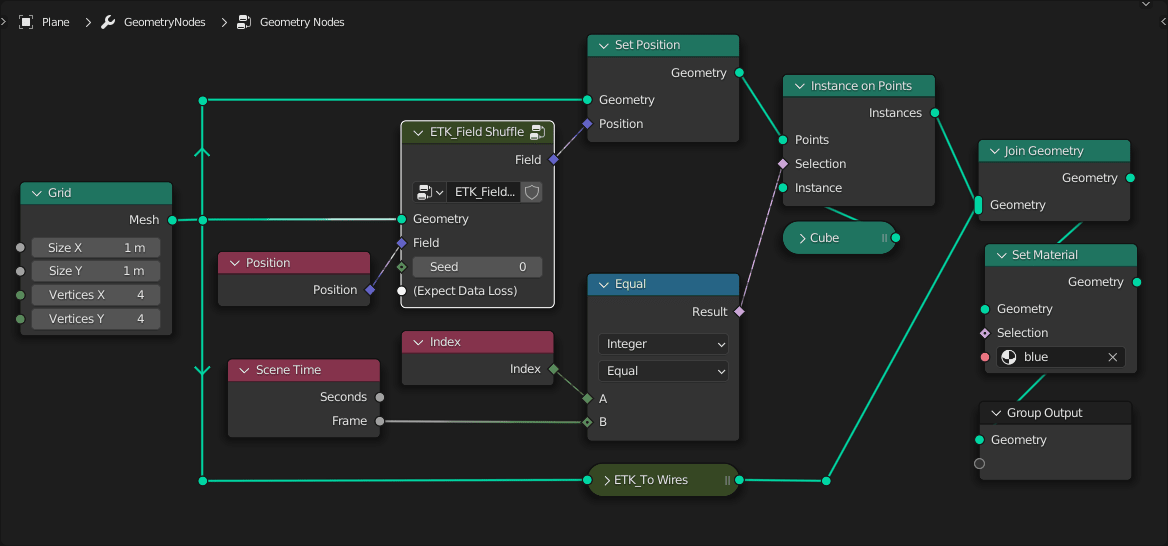 Plane
GeometryNodes
Geometry Nodes
Set Position
Geometry
Geometry
Position
Instance on Points
Instances
Points
Selection
Instance
ETK_Field Shuffle
Field
ETK_Field...
Geometry
Field
Seed 0
(Expect Data Loss)
Join Geometry
Geometry
Geometry
Grid
Mesh
Size X 1 m
Size Y 1 m
Vertices X 4
Vertices Y 4
Position
Position
Cube
Set Material
Geometry
Geometry
Selection
blue
Equal
Result
Integer
Equal
A
B
Index
Index
Scene Time
Seconds
Frame
Group Output
Geometry
ETK_To Wires